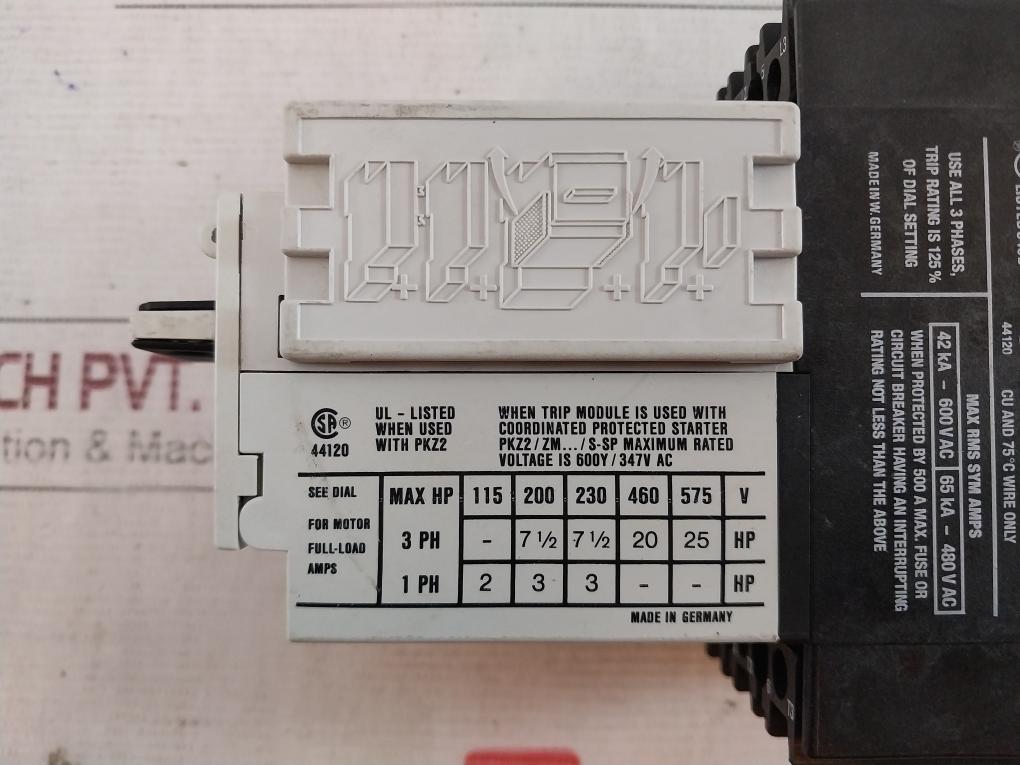 CH PVT.
tion & Mac
CSA®
44120
UL - LISTED
WHEN USED
WITH PKZ2
WHEN TRIP MODULE IS USED WITH
COORDINATED PROTECTED STARTER
PKZ2/ZM.../S-SP MAXIMUM RATED
VOLTAGE IS 600Y/347V AC
SEE DIAL
FOR MOTOR
FULL-LOAD
AMPS
MAX HP 115 200 230 460 575 V
3 PH - 7 ½ 7 ½ 20 25 HP
1 PH 2 3 3 - - HP
MADE IN GERMANY
USE ALL 3 PHASES,
TRIP RATING IS 125 %
OF DIAL SETTING
MADE IN W. GERMANY
44120 CU AND 75°C WIRE ONLY
MAX RMS SYM AMPS
42 kA - 600 V AC 65 kA - 480 V AC
WHEN PROTECTED BY 500 A MAX. FUSE OR
CIRCUIT BREAKER HAVING AN INTERRUPTING
RATING NOT LESS THAN THE ABOVE